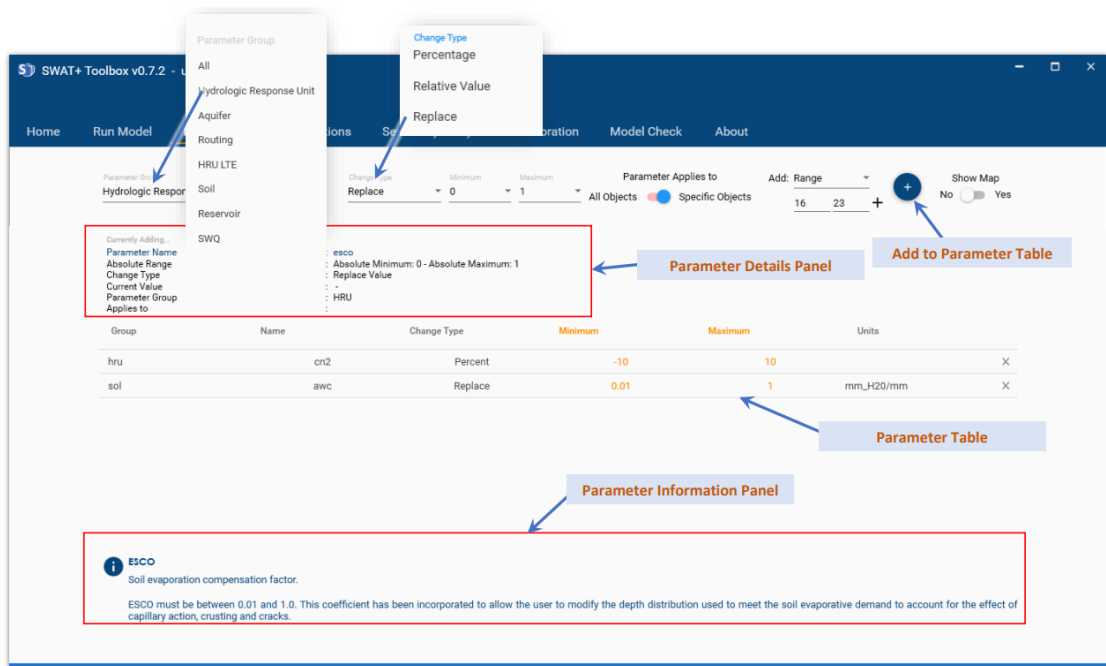 Parameter Group
All
Hydrologic Response Unit
Aquifer
Routing
HRU LTE
Soil
Reservoir
SWQ
Change Type
Percentage
Relative Value
Replace
SWAT+ Toolbox v0.7.2 -
Home Run Model Model Check About
Change Type Minimum Maximum
Replace 0 1
Parameter Applies to
All Objects Specific Objects
Add: Range
16 23 +
+
Show Map
No Yes
Add to Parameter Table
Currently Adding...
Parameter Name : esco
Absolute Range : Absolute Minimum: 0 - Absolute Maximum: 1
Change Type : Replace Value
Current Value : -
Parameter Group : HRU
Applies to :
Parameter Details Panel
Group Name Change Type Minimum Maximum Units
hru cn2 Percent -10 10 ×
sol awc Replace 0.01 1 mm_H20/mm ×
Parameter Table
Parameter Information Panel
ESCO
Soil evaporation compensation factor.
ESCO must be between 0.01 and 1.0. This coefficient has been incorporated to allow the user to modify the depth distribution used to meet the soil evaporative demand to account for the effect of
capillary action, crusting and cracks.